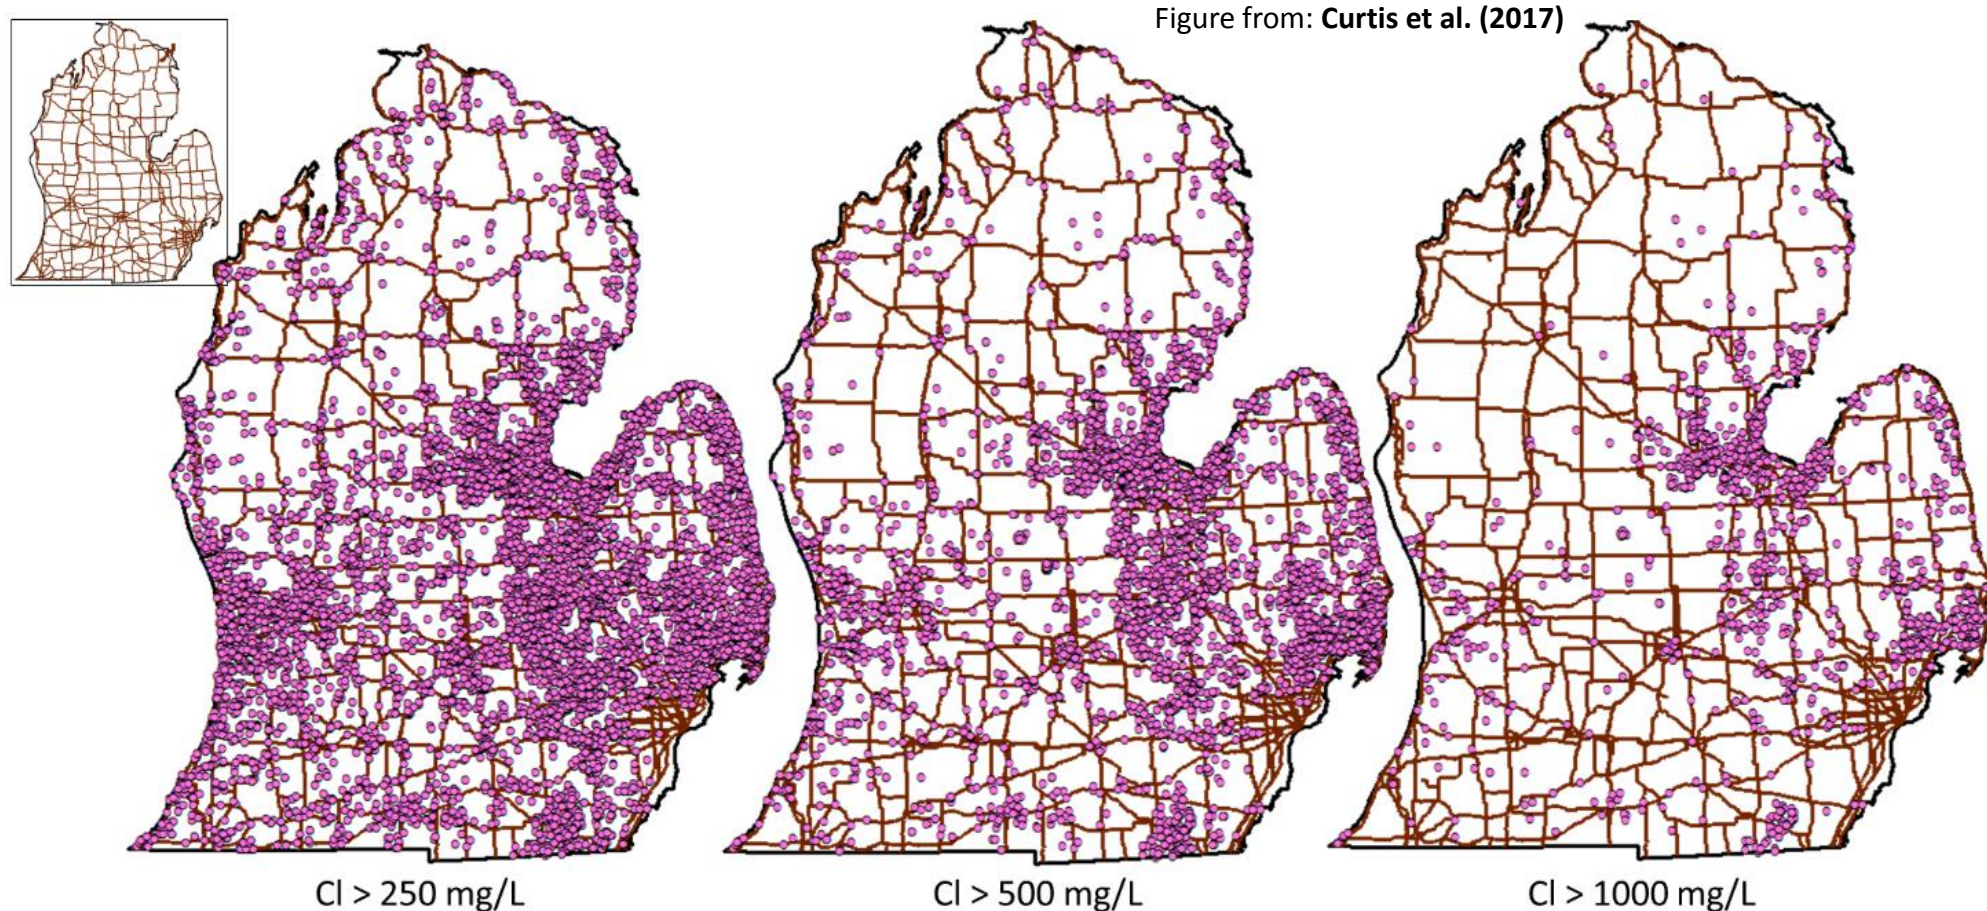 Figure from: Curtis et al. (2017)
Cl > 250 mg/L
Cl > 500 mg/L
Cl > 1000 mg/L